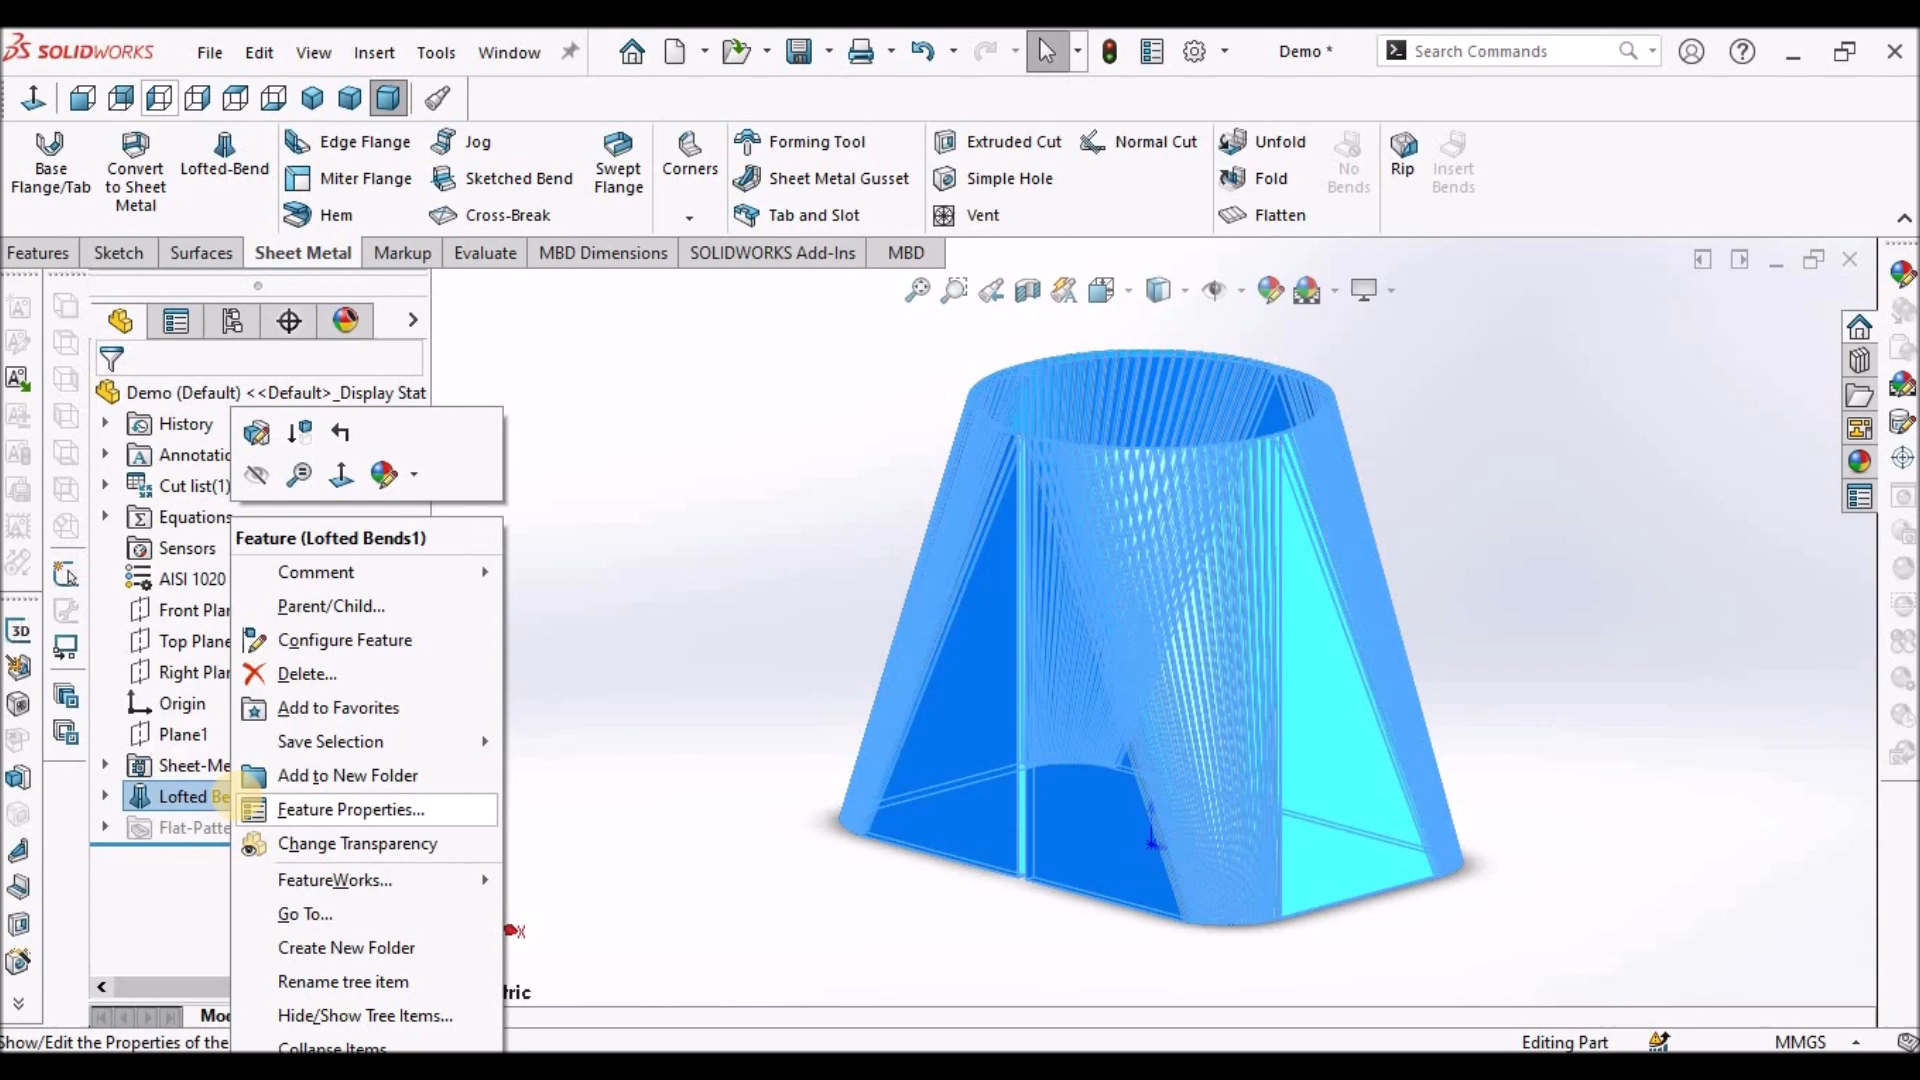 SOLIDWORKS File Edit View Insert Tools Window Demo * Search Commands
Base Flange/Tab
Convert to Sheet Metal
Lofted-Bend
Edge Flange
Miter Flange
Hem
Jog
Sketched Bend
Cross-Break
Swept Flange
Corners
Forming Tool
Sheet Metal Gusset
Tab and Slot
Extruded Cut
Simple Hole
Vent
Normal Cut
Unfold
Fold
Flatten
No Bends
Rip
Insert Bends
Features Sketch Surfaces Sheet Metal Markup Evaluate MBD Dimensions SOLIDWORKS Add-Ins MBD
Demo (Default) <<Default>_Display Stat
History
Annotatio
Cut list(1)
Equations
Sensors
AISI 1020
Front Plan
Top Plane
Right Plan
Origin
Plane1
Sheet-Me
Lofted Be
Flat-Patte
Feature (Lofted Bends1)
Comment
Parent/Child...
Configure Feature
Delete...
Add to Favorites
Save Selection
Add to New Folder
Feature Properties...
Change Transparency
FeatureWorks...
Go To...
Create New Folder
Rename tree item
Hide/Show Tree Items...
Collapse Items
3D
X
tric
Mod
Show/Edit the Properties of the
Editing Part MMGS